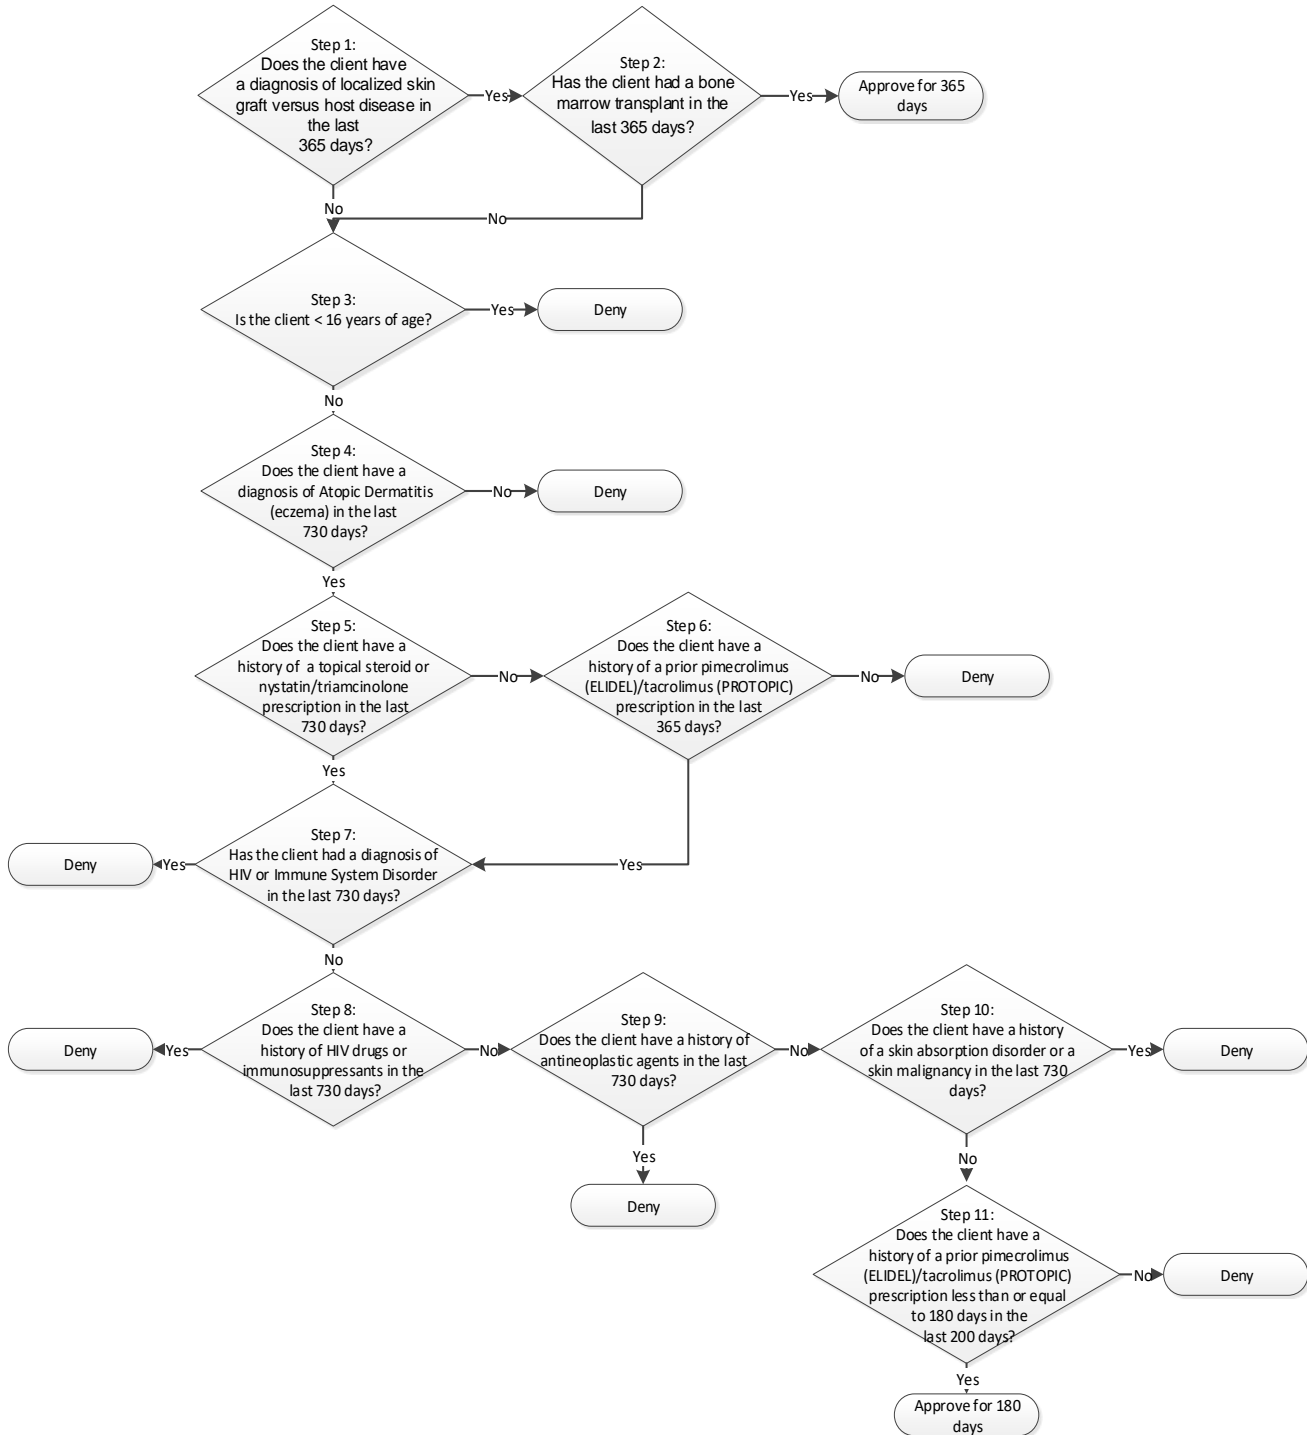 Step 1:
Does the client have
a diagnosis of localized skin
graft versus host disease in
the last
365 days?
Yes
Step 2:
Has the client had a bone
marrow transplant in the
last 365 days?
Yes
Approve for 365
days
No
No
Step 3:
Is the client < 16 years of age?
Yes
Deny
No
Step 4:
Does the client have a
diagnosis of Atopic Dermatitis
(eczema) in the last
730 days?
No
Deny
Yes
Step 5:
Does the client have a
history of a topical steroid or
nystatin/triamcinolone
prescription in the last
730 days?
No
Step 6:
Does the client have a
history of a prior pimecrolimus
(ELIDEL)/tacrolimus (PROTOPIC)
prescription in the last
365 days?
No
Deny
Yes
Yes
Step 7:
Has the client had a diagnosis of
HIV or Immune System Disorder
in the last 730 days?
Yes
Deny
No
Step 8:
Does the client have a
history of HIV drugs or
immunosuppressants in the
last 730 days?
Yes
Deny
No
Step 9:
Does the client have a history of
antineoplastic agents in the last
730 days?
Yes
Deny
No
Step 10:
Does the client have a history
of a skin absorption disorder or a
skin malignancy in the last 730
days?
Yes
Deny
No
Step 11:
Does the client have a
history of a prior pimecrolimus
(ELIDEL)/tacrolimus (PROTOPIC)
prescription less than or equal
to 180 days in the
last 200 days?
No
Deny
Yes
Approve for 180
days